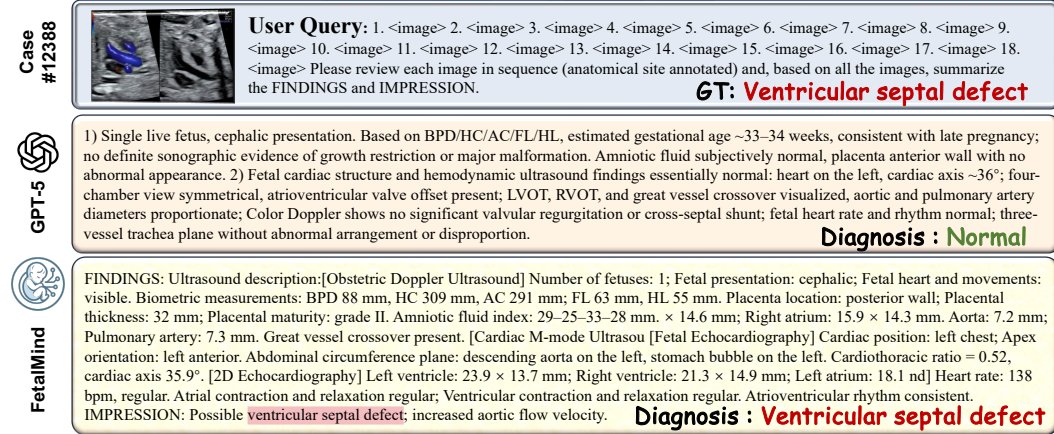 Case
#12388
User Query: 1. <image> 2. <image> 3. <image> 4. <image> 5. <image> 6. <image> 7. <image> 8. <image> 9.
<image> 10. <image> 11. <image> 12. <image> 13. <image> 14. <image> 15. <image> 16. <image> 17. <image> 18.
<image> Please review each image in sequence (anatomical site annotated) and, based on all the images, summarize
the FINDINGS and IMPRESSION.
GT: Ventricular septal defect
GPT-5
1) Single live fetus, cephalic presentation. Based on BPD/HC/AC/FL/HL, estimated gestational age ~33–34 weeks, consistent with late pregnancy;
no definite sonographic evidence of growth restriction or major malformation. Amniotic fluid subjectively normal, placenta anterior wall with no
abnormal appearance. 2) Fetal cardiac structure and hemodynamic ultrasound findings essentially normal: heart on the left, cardiac axis ~36°; four-
chamber view symmetrical, atrioventricular valve offset present; LVOT, RVOT, and great vessel crossover visualized, aortic and pulmonary artery
diameters proportionate; Color Doppler shows no significant valvular regurgitation or cross-septal shunt; fetal heart rate and rhythm normal; three-
vessel trachea plane without abnormal arrangement or disproportion.
Diagnosis : Normal
FetalMind
FINDINGS: Ultrasound description:[Obstetric Doppler Ultrasound] Number of fetuses: 1; Fetal presentation: cephalic; Fetal heart and movements:
visible. Biometric measurements: BPD 88 mm, HC 309 mm, AC 291 mm; FL 63 mm, HL 55 mm. Placenta location: posterior wall; Placental
thickness: 32 mm; Placental maturity: grade II. Amniotic fluid index: 29–25–33–28 mm. × 14.6 mm; Right atrium: 15.9 × 14.3 mm. Aorta: 7.2 mm;
Pulmonary artery: 7.3 mm. Great vessel crossover present. [Cardiac M-mode Ultrasou [Fetal Echocardiography] Cardiac position: left chest; Apex
orientation: left anterior. Abdominal circumference plane: descending aorta on the left, stomach bubble on the left. Cardiothoracic ratio = 0.52,
cardiac axis 35.9°. [2D Echocardiography] Left ventricle: 23.9 × 13.7 mm; Right ventricle: 21.3 × 14.9 mm; Left atrium: 18.1 nd] Heart rate: 138
bpm, regular. Atrial contraction and relaxation regular; Ventricular contraction and relaxation regular. Atrioventricular rhythm consistent.
IMPRESSION: Possible ventricular septal defect; increased aortic flow velocity.
Diagnosis : Ventricular septal defect